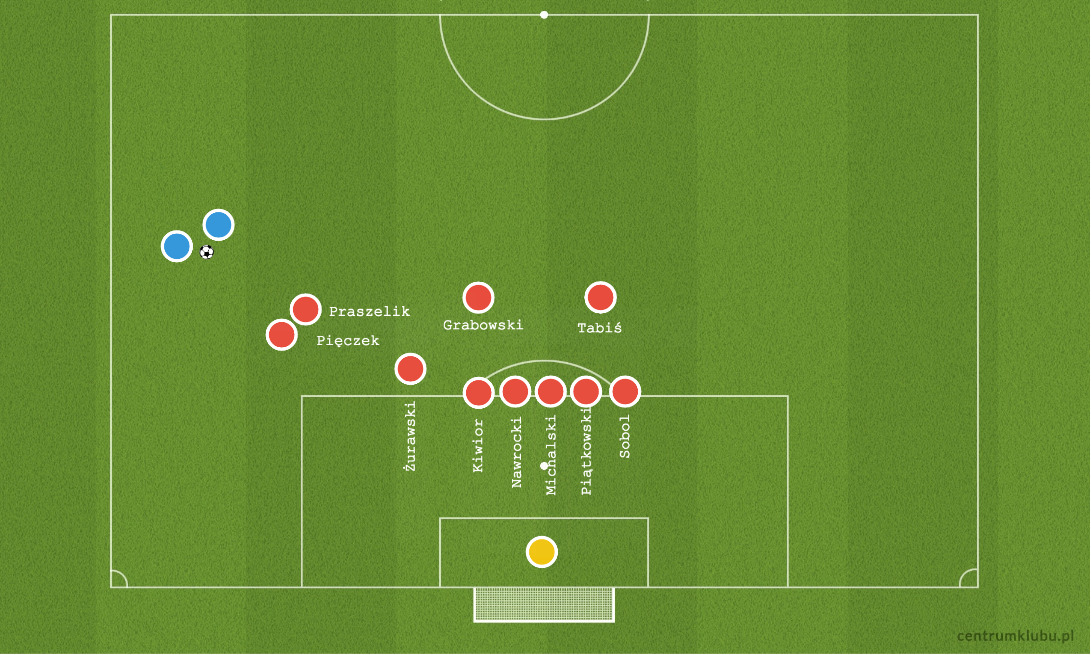 Praszelik
Pięczek
Grabowski
Tabiś
Żurawski
Kiwior
Nawrocki
Michalski
Piątkowski
Sobol
centrumklubu.pl